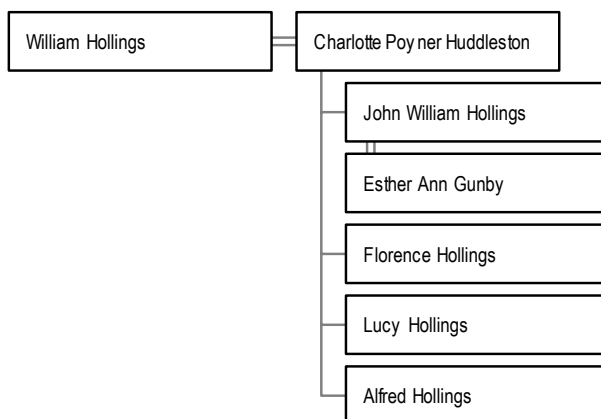 William Hollings
Charlotte Poyner Huddleston
John William Hollings
Esther Ann Gunby
Florence Hollings
Lucy Hollings
Alfred Hollings